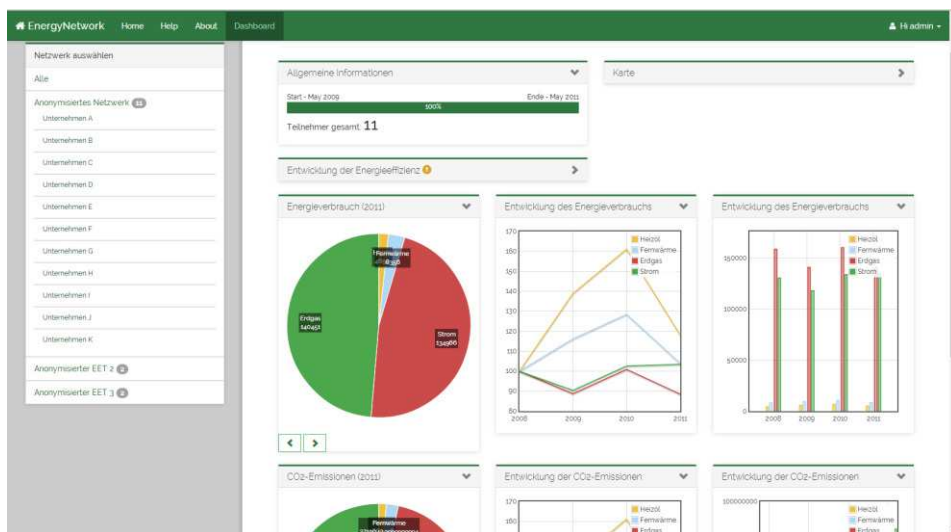 EnergyNetwork Home Help About Dashboard Hi admin
Netzwerk auswählen
Alle
Anonymisiertes Netzwerk 11
Unternehmen A
Unternehmen B
Unternehmen C
Unternehmen D
Unternehmen E
Unternehmen F
Unternehmen G
Unternehmen H
Unternehmen I
Unternehmen J
Unternehmen K
Anonymisierter EET 2 2
Anonymisierter EET 3 2
Allgemeine Informationen
Start - May 2009 Ende - May 2011
100%
Teilnehmer gesamt: 11
Karte
Entwicklung der Energieeffizienz ?
Energieverbrauch (2011)
Fernwärme
Erdgas
140451
Strom
134966
Entwicklung des Energieverbrauchs
170
160
150
140
130
120
110
100
90
80
2008 2009 2010 2011
Heizöl
Fernwärme
Erdgas
Strom
Entwicklung des Energieverbrauchs
150000
100000
50000
0
2008 2009 2010 2011
Heizöl
Fernwärme
Erdgas
Strom
CO2-Emissionen (2011)
Fernwärme
Entwicklung der CO2-Emissionen
170
160
Heizöl
Fernwärme
Erdgas
Entwicklung der CO2-Emissionen
100000000
Heizöl
Fernwärme
Erdgas